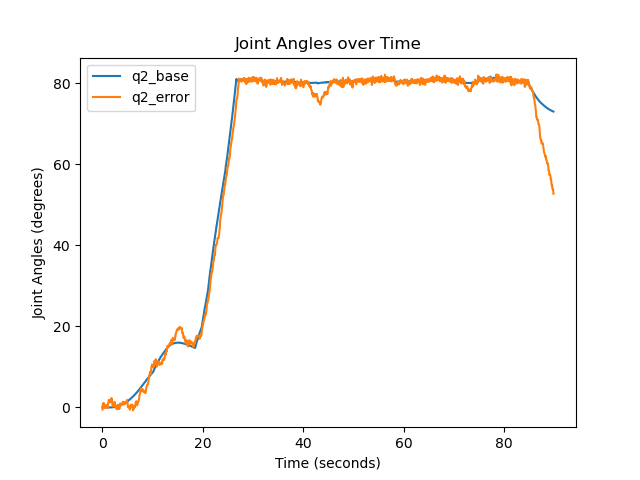 Joint Angles over Time
q2_base
q2_error
Joint Angles (degrees)
80
60
40
20
0
0 20 40 60 80
Time (seconds)